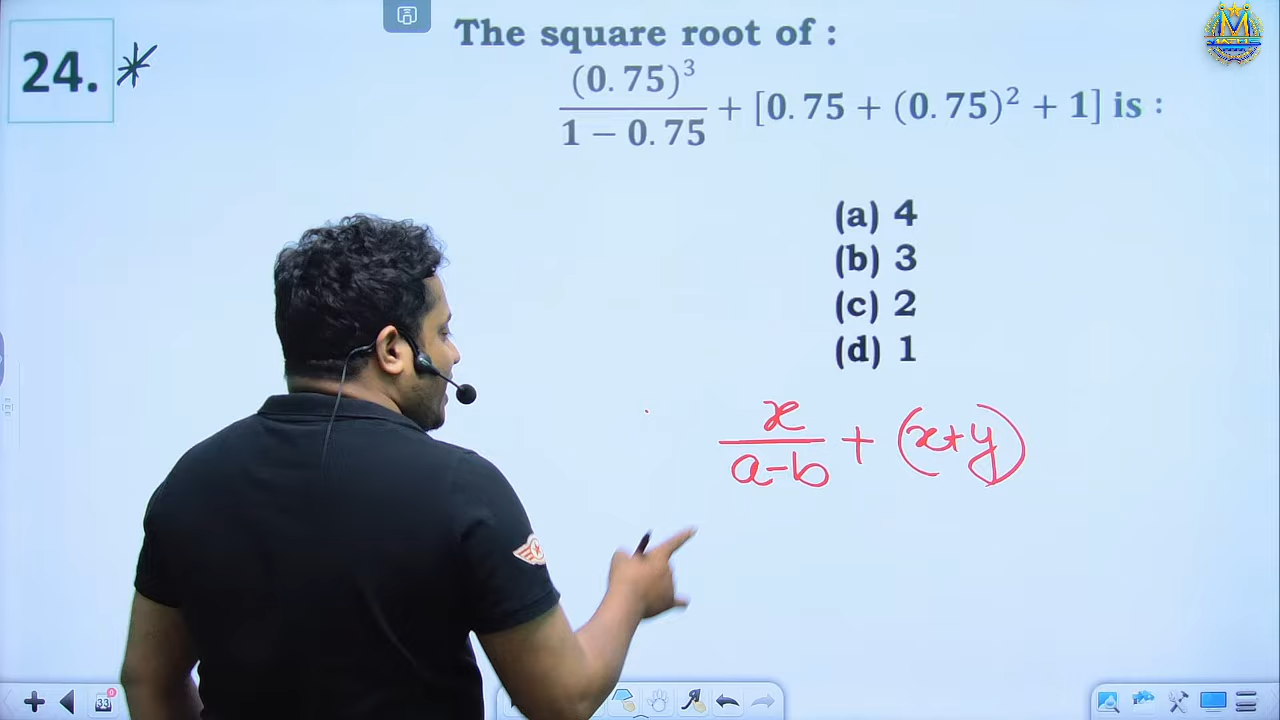 24.*
The square root of :
(0.75)³/(1 − 0.75) + [0.75 + (0.75)² + 1] is :
(a) 4
(b) 3
(c) 2
(d) 1
x/(a-b) + (x+y)
33